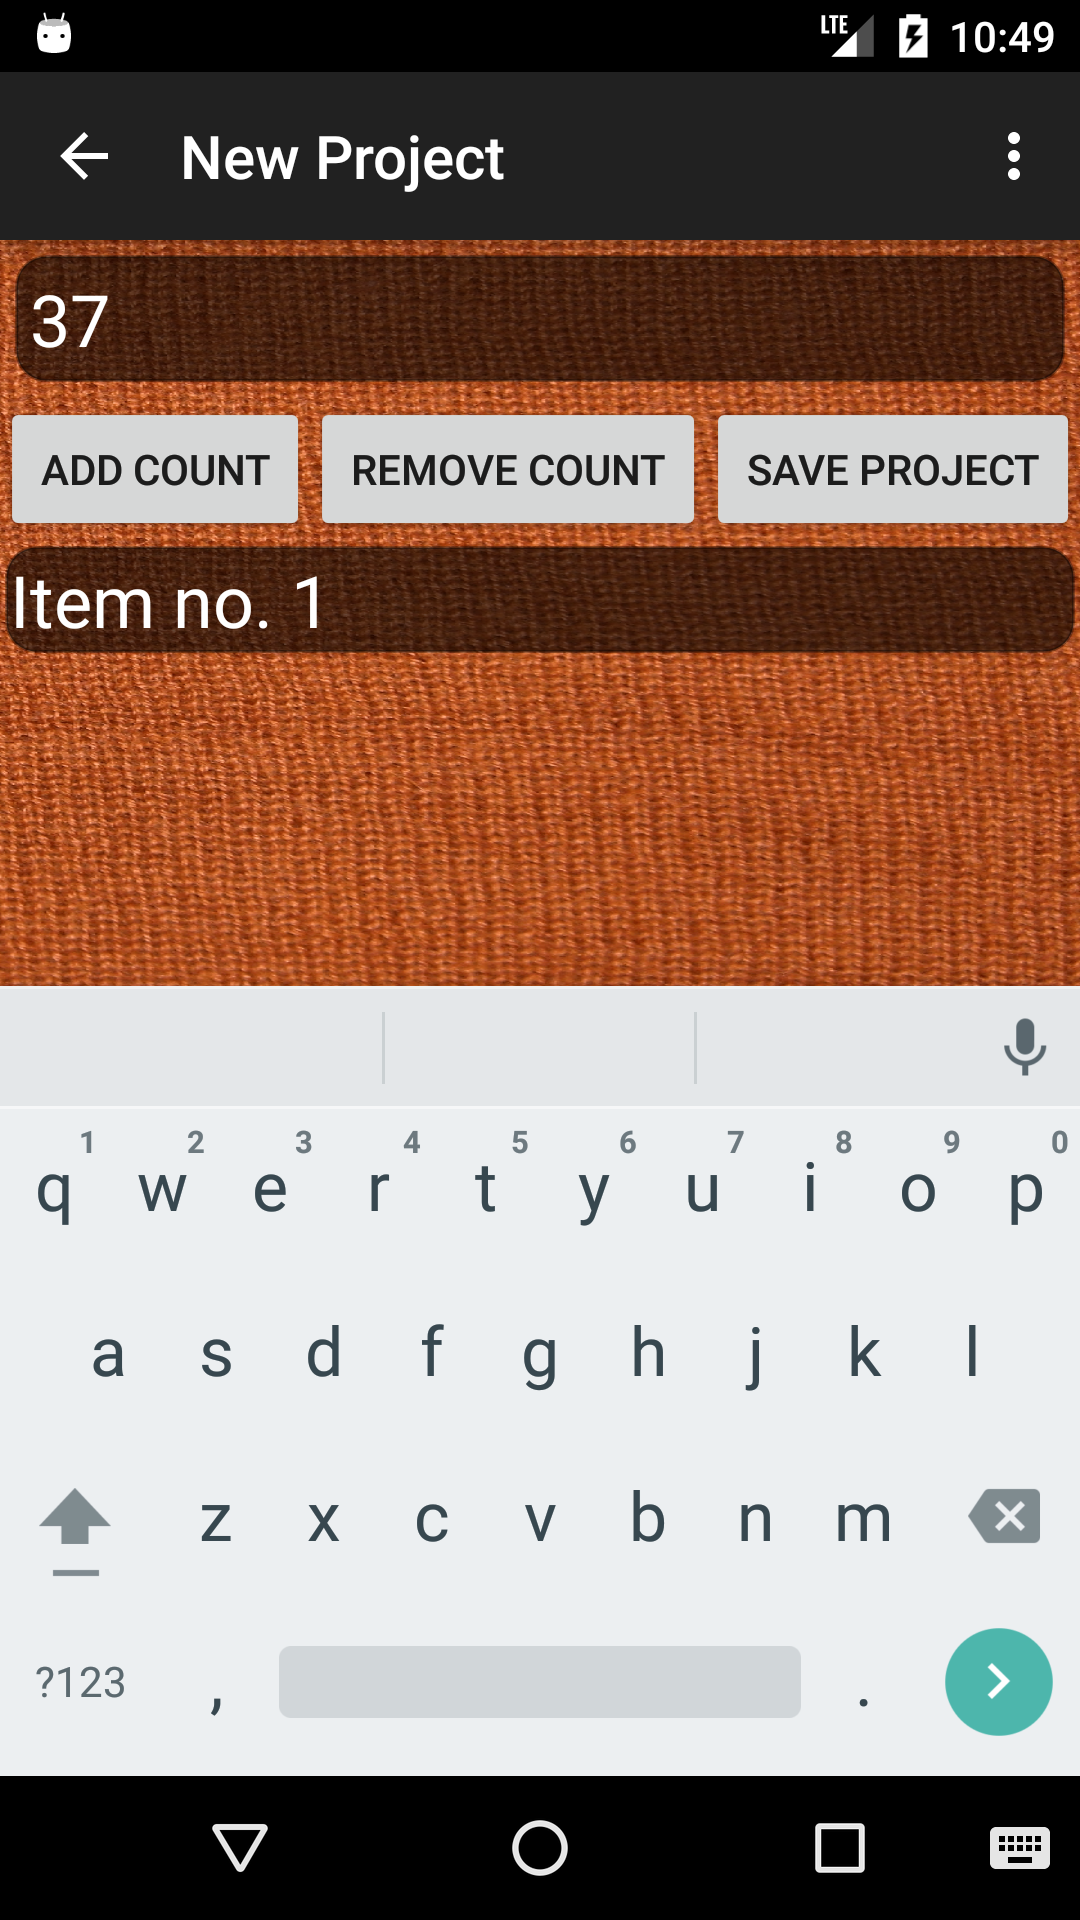 LTE 10:49
New Project
37
ADD COUNT REMOVE COUNT SAVE PROJECT
Item no. 1
1 2 3 4 5 6 7 8 9 0
q w e r t y u i o p
a s d f g h j k l
z x c v b n m
?123 , .